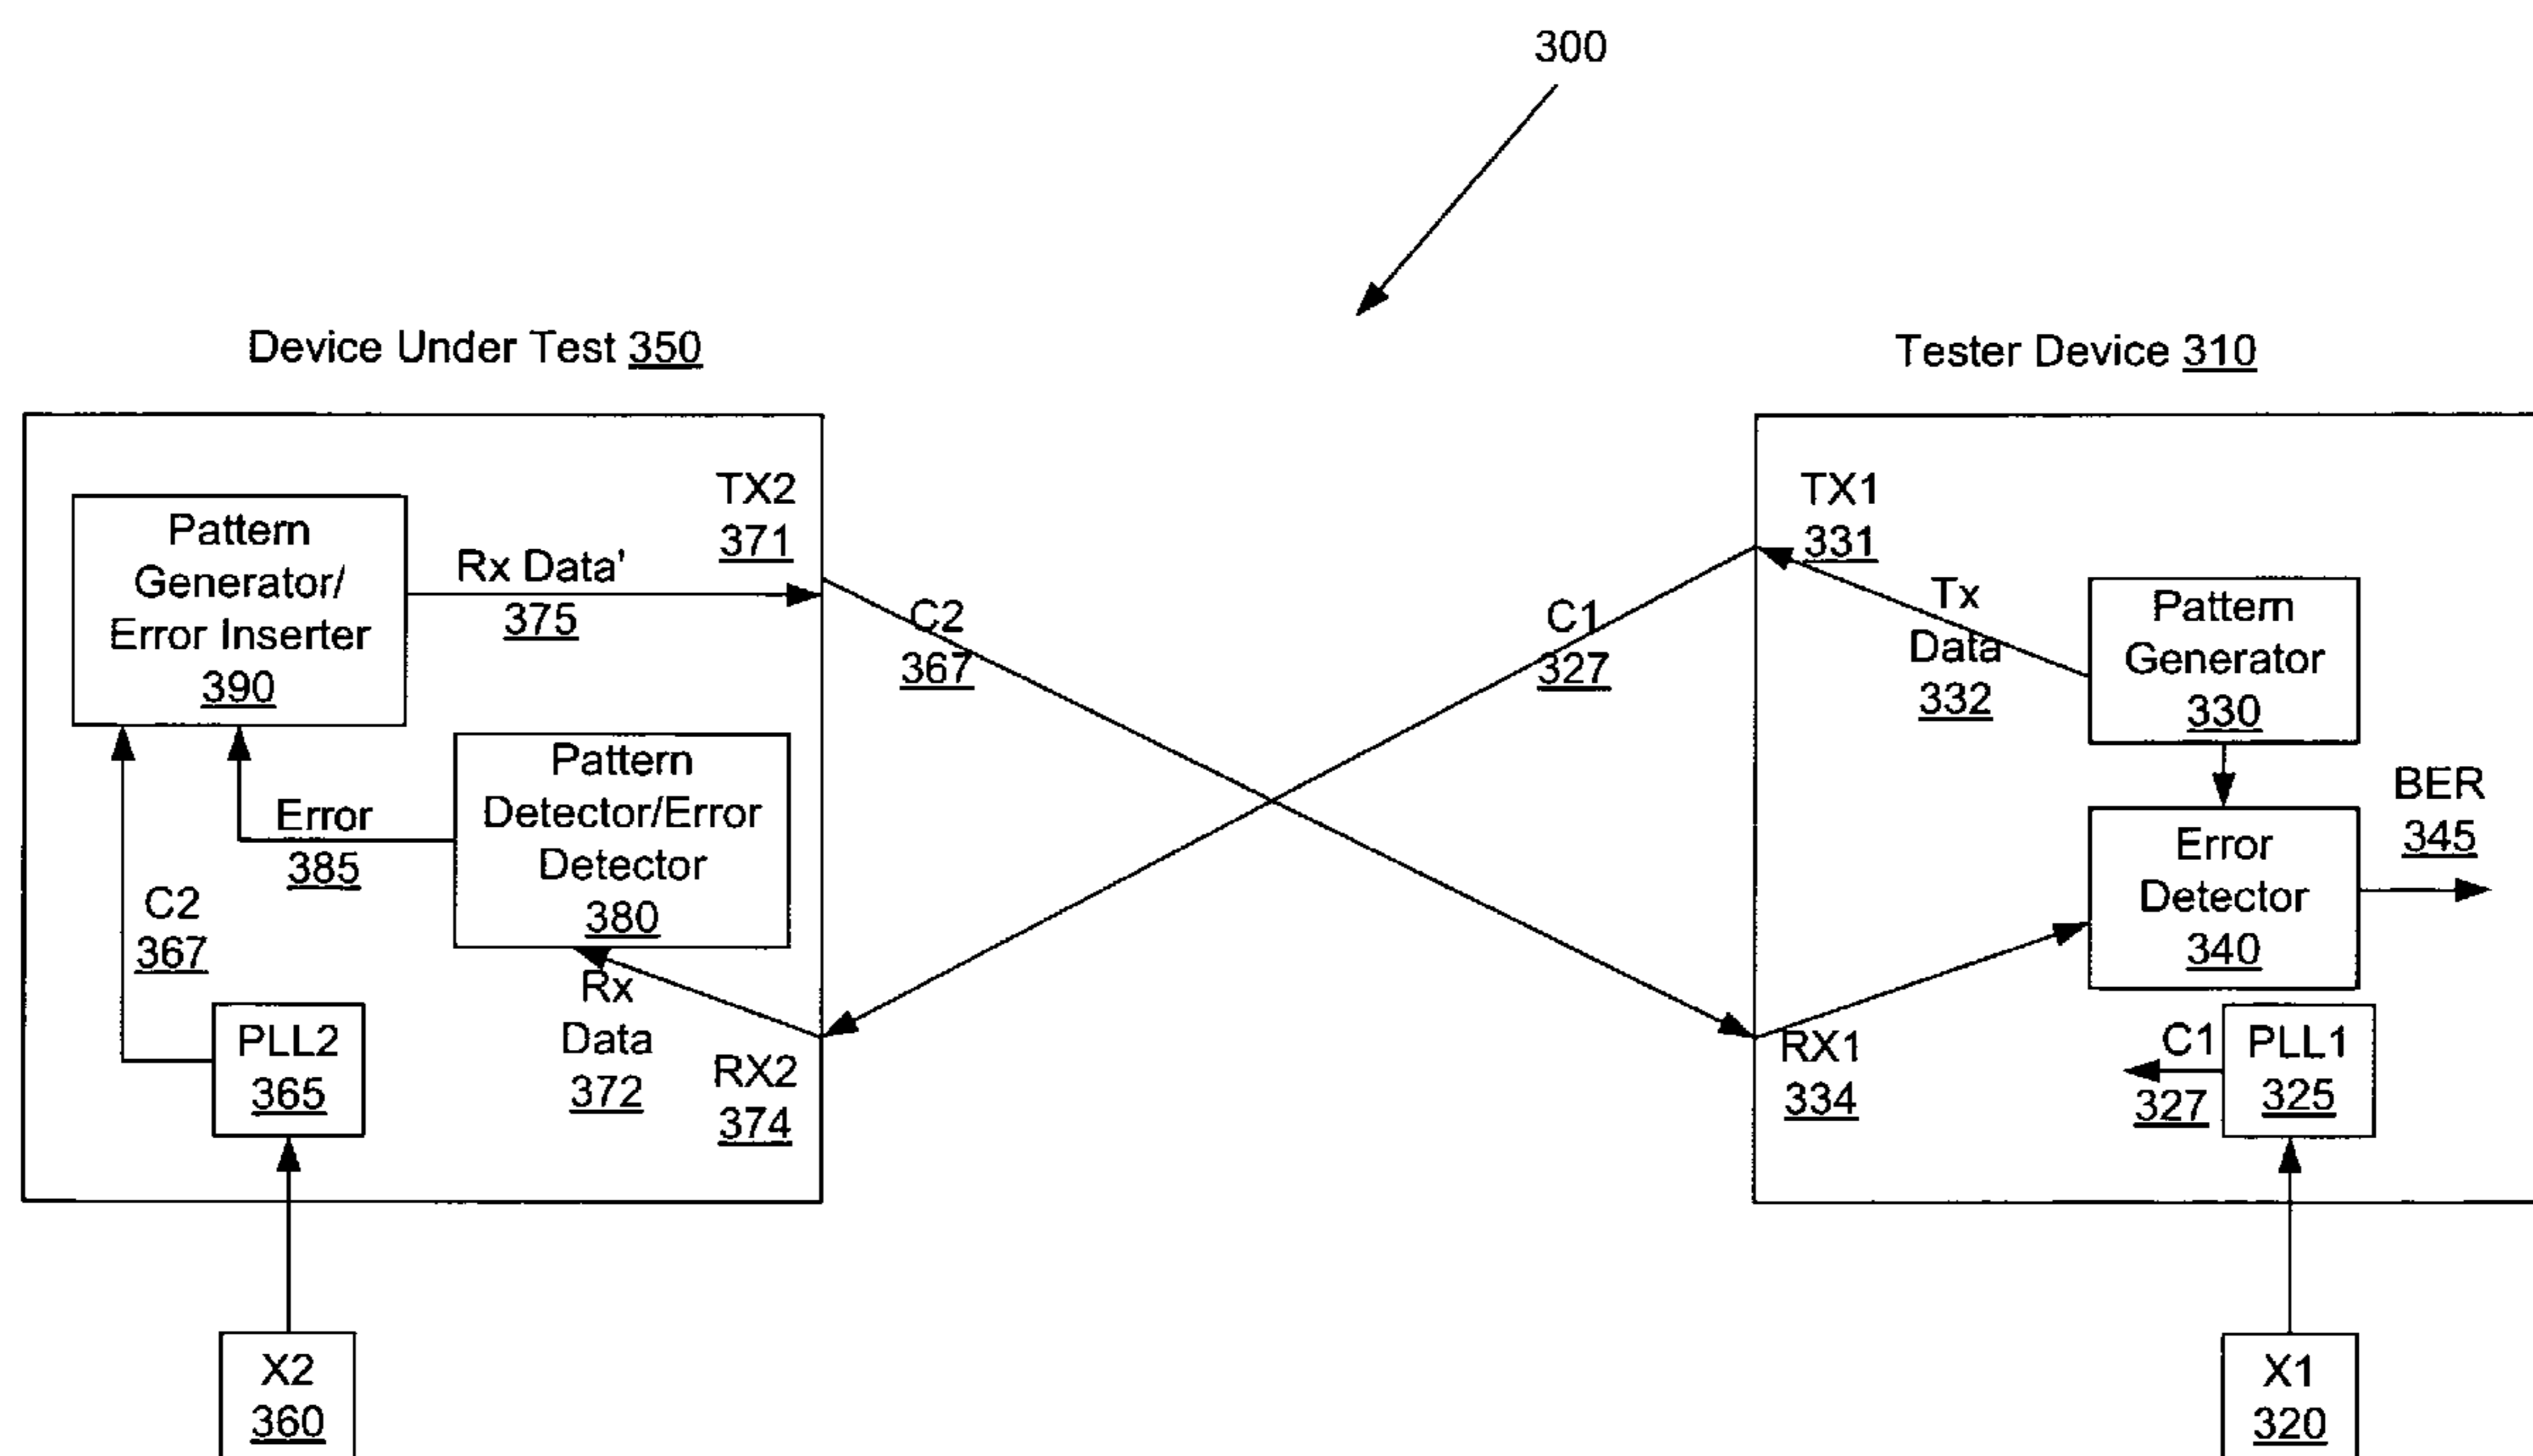 300
Device Under Test 350
Tester Device 310
Pattern
Generator/
Error Inserter
390
Rx Data'
375
TX2
371
C2
367
C1
327
TX1
331
Tx
Data
332
Pattern
Generator
330
Pattern
Detector/Error
Detector
380
Error
385
C2
367
BER
345
Error
Detector
340
Rx
Data
372
RX2
374
PLL2
365
RX1
334
C1
327
PLL1
325
X2
360
X1
320